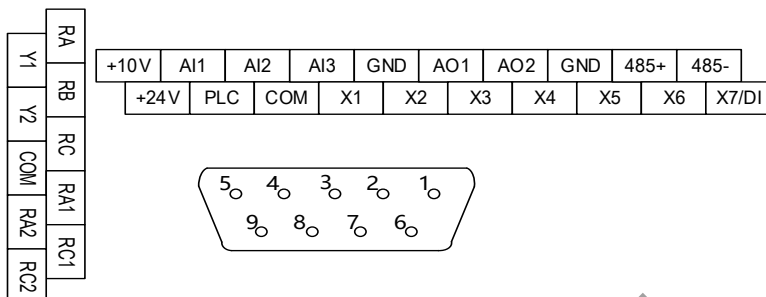 +10V AI1 AI2 AI3 GND AO1 AO2 GND 485+ 485-
+24V PLC COM X1 X2 X3 X4 X5 X6 X7/DI
RA RB RC RA1 RC1
Y1 Y2 COM RA2 RC2
5 4 3 2 1
9 8 7 6